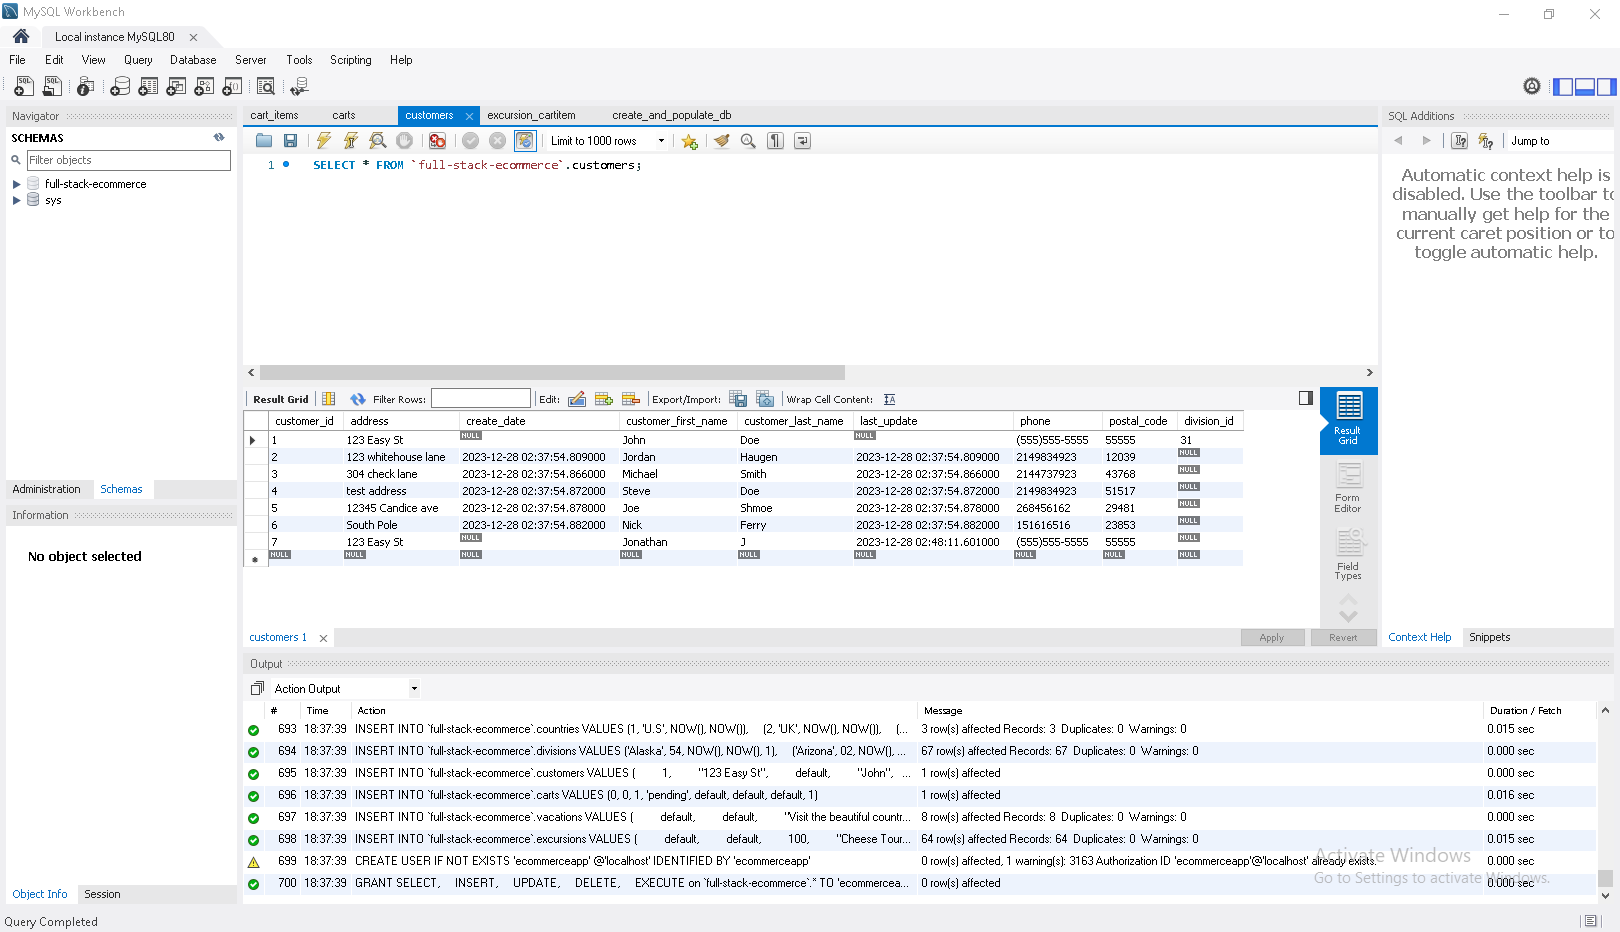 MySQL Workbench
Local instance MySQL80
File Edit View Query Database Server Tools Scripting Help
Navigator
SCHEMAS
Filter objects
full-stack-ecommerce
sys
Administration Schemas
Information
No object selected
Object Info Session
cart_items carts customers excursion_cartitem create_and_populate_db
Limit to 1000 rows
1 SELECT * FROM `full-stack-ecommerce`.customers;
Result Grid Filter Rows: Edit: Export/Import: Wrap Cell Content:
customer_id address create_date customer_first_name customer_last_name last_update phone postal_code division_id
1 123 Easy St NULL John Doe NULL (555)555-5555 55555 31
2 123 whitehouse lane 2023-12-28 02:37:54.809000 Jordan Haugen 2023-12-28 02:37:54.809000 2149834923 12039 NULL
3 304 check lane 2023-12-28 02:37:54.866000 Michael Smith 2023-12-28 02:37:54.866000 2144737923 43768 NULL
4 test address 2023-12-28 02:37:54.872000 Steve Doe 2023-12-28 02:37:54.872000 2149834923 51517 NULL
5 12345 Candice ave 2023-12-28 02:37:54.878000 Joe Shmoe 2023-12-28 02:37:54.878000 268456162 29481 NULL
6 South Pole 2023-12-28 02:37:54.882000 Nick Ferry 2023-12-28 02:37:54.882000 151616516 23853 NULL
7 123 Easy St NULL Jonathan J 2023-12-28 02:48:11.601000 (555)555-5555 55555 NULL
NULL NULL NULL NULL NULL NULL NULL NULL NULL
Result
Grid
Form
Editor
Field
Types
customers 1
Apply Revert
SQL Additions
Jump to
Automatic context help is
disabled. Use the toolbar to
manually get help for the
current caret position or to
toggle automatic help.
Context Help Snippets
Output
Action Output
# Time Action Message Duration / Fetch
693 18:37:39 INSERT INTO `full-stack-ecommerce`.countries VALUES (1, 'U.S', NOW(), NOW()), (2, 'UK', NOW(), NOW()), (... 3 row(s) affected Records: 3 Duplicates: 0 Warnings: 0 0.015 sec
694 18:37:39 INSERT INTO `full-stack-ecommerce`.divisions VALUES ('Alaska', 54, NOW(), NOW(), 1), ('Arizona', 02, NOW(), ... 67 row(s) affected Records: 67 Duplicates: 0 Warnings: 0 0.000 sec
695 18:37:39 INSERT INTO `full-stack-ecommerce`.customers VALUES ( 1, "123 Easy St", default, "John", ... 1 row(s) affected 0.000 sec
696 18:37:39 INSERT INTO `full-stack-ecommerce`.carts VALUES (0, 0, 1, 'pending', default, default, default, 1) 1 row(s) affected 0.016 sec
697 18:37:39 INSERT INTO `full-stack-ecommerce`.vacations VALUES ( default, default, "Visit the beautiful countr... 8 row(s) affected Records: 8 Duplicates: 0 Warnings: 0 0.000 sec
698 18:37:39 INSERT INTO `full-stack-ecommerce`.excursions VALUES ( default, default, 100, "Cheese Tour... 64 row(s) affected Records: 64 Duplicates: 0 Warnings: 0 0.015 sec
699 18:37:39 CREATE USER IF NOT EXISTS 'ecommerceapp'@'localhost' IDENTIFIED BY 'ecommerceapp' 0 row(s) affected, 1 warning(s): 3163 Authorization ID 'ecommerceapp'@'localhost' already exists. 0.000 sec
700 18:37:39 GRANT SELECT, INSERT, UPDATE, DELETE, EXECUTE on `full-stack-ecommerce`.* TO 'ecommercea... 0 row(s) affected 0.000 sec
Activate Windows
Go to Settings to activate Windows.
Query Completed